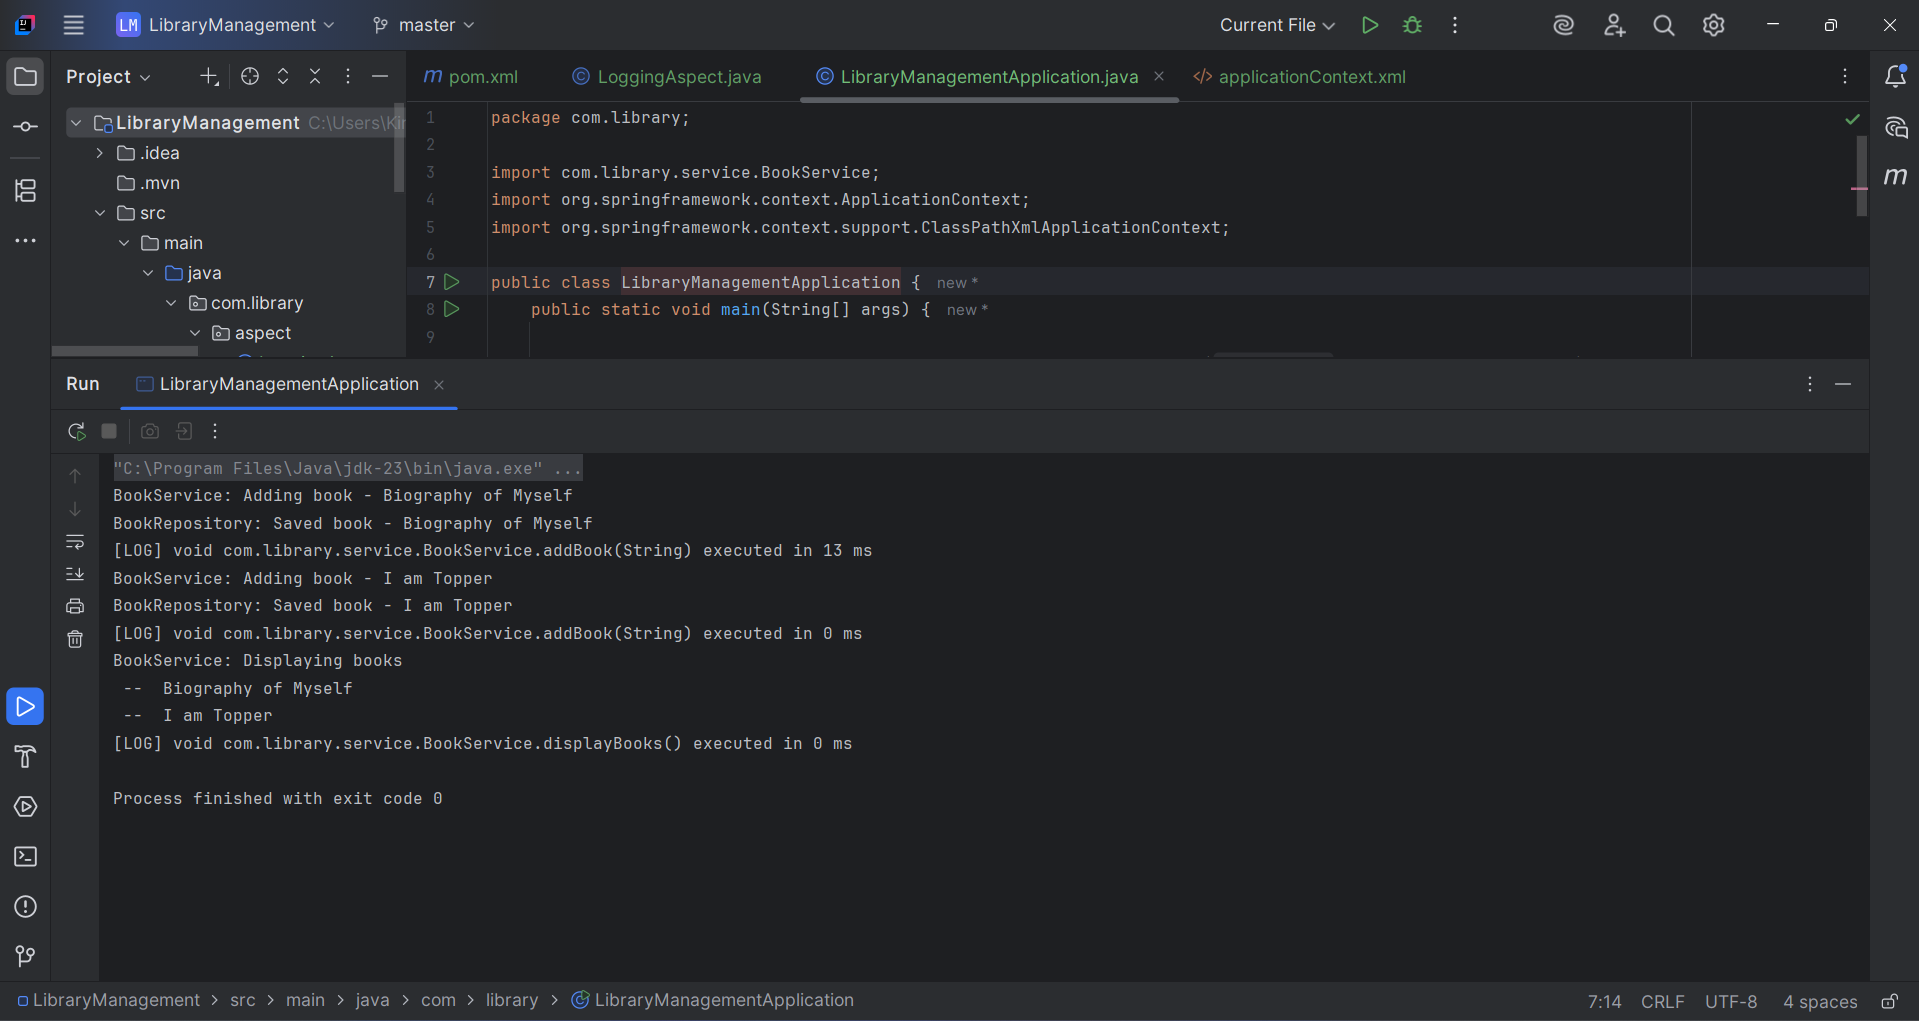 LM LibraryManagement master Current File
Project
LibraryManagement C:\Users\Ki
.idea
.mvn
src
main
java
com.library
aspect
m pom.xml LoggingAspect.java LibraryManagementApplication.java </> applicationContext.xml
1 package com.library;
2
3 import com.library.service.BookService;
4 import org.springframework.context.ApplicationContext;
5 import org.springframework.context.support.ClassPathXmlApplicationContext;
6
7 public class LibraryManagementApplication { new *
8 public static void main(String[] args) { new *
9
m
Run LibraryManagementApplication
"C:\Program Files\Java\jdk-23\bin\java.exe" ...
BookService: Adding book - Biography of Myself
BookRepository: Saved book - Biography of Myself
[LOG] void com.library.service.BookService.addBook(String) executed in 13 ms
BookService: Adding book - I am Topper
BookRepository: Saved book - I am Topper
[LOG] void com.library.service.BookService.addBook(String) executed in 0 ms
BookService: Displaying books
-- Biography of Myself
-- I am Topper
[LOG] void com.library.service.BookService.displayBooks() executed in 0 ms
Process finished with exit code 0
LibraryManagement > src > main > java > com > library > LibraryManagementApplication 7:14 CRLF UTF-8 4 spaces